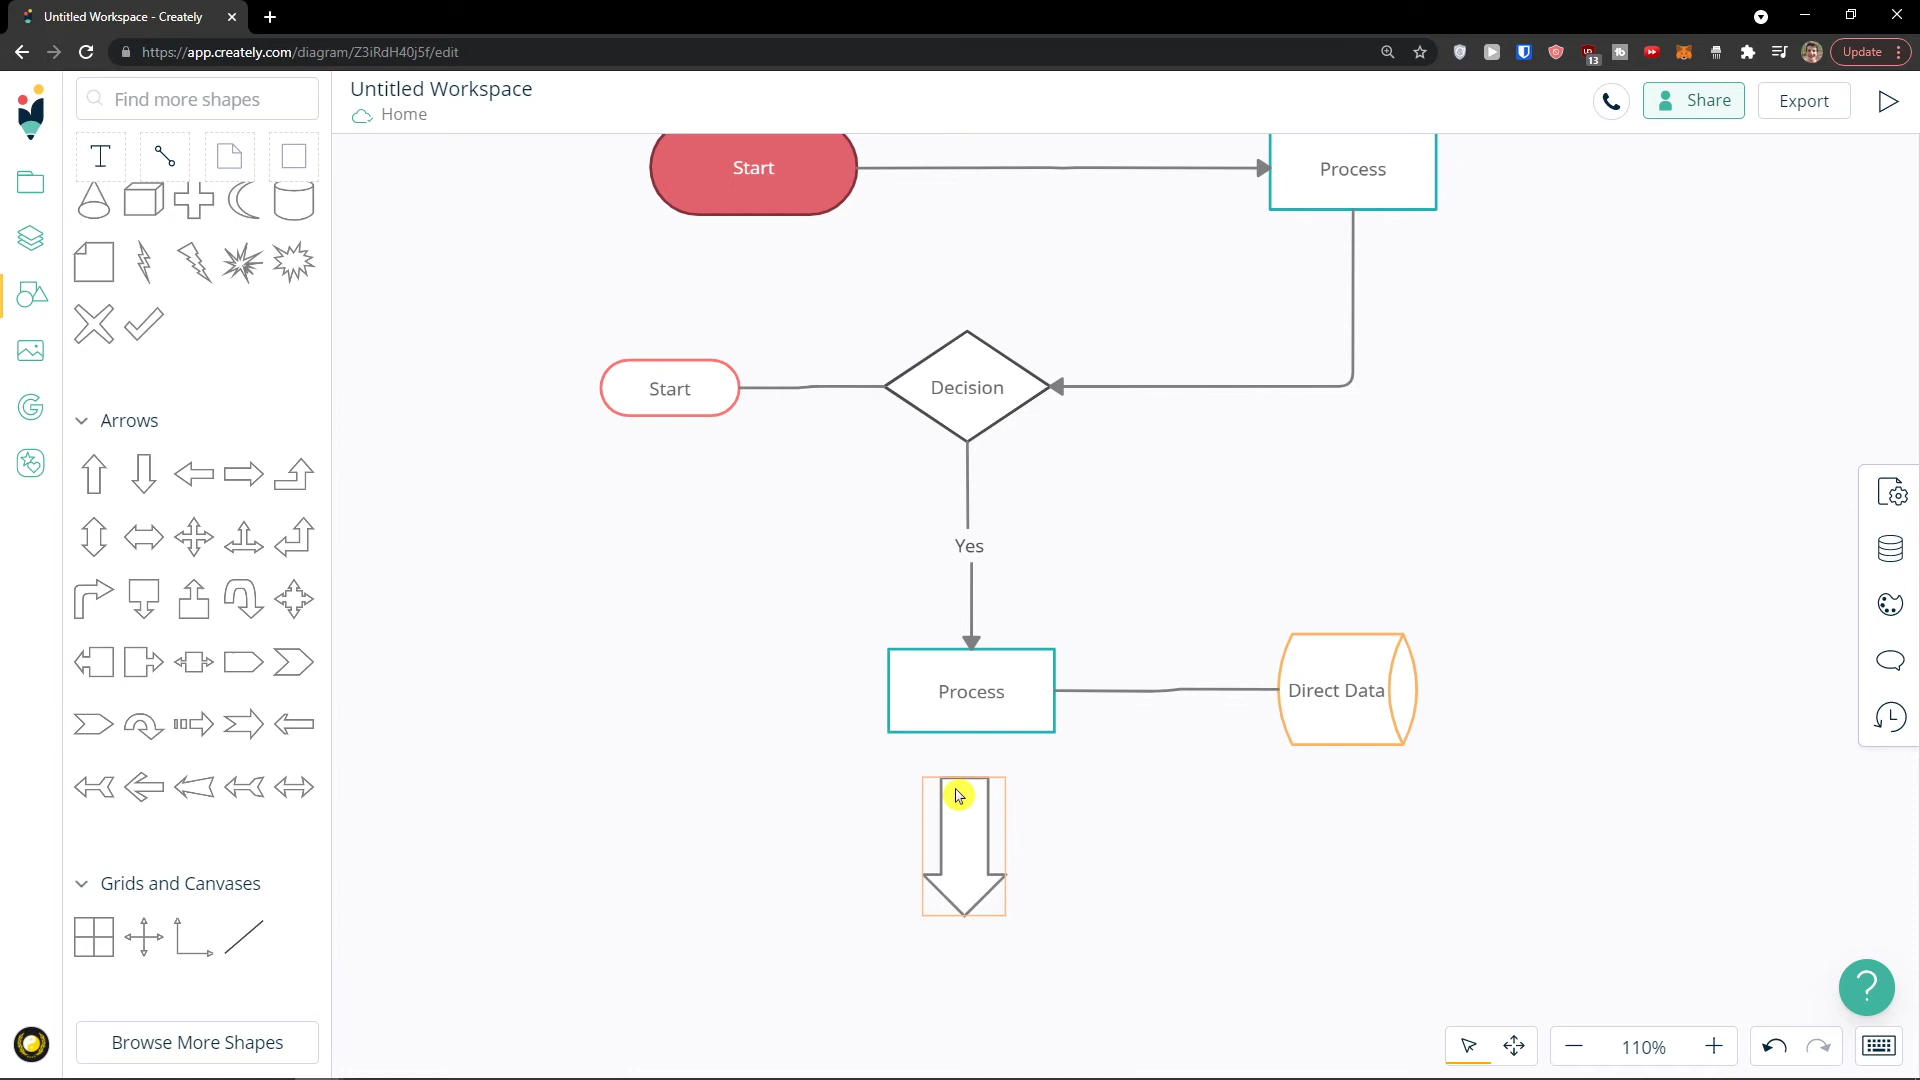 Untitled Workspace - Creately
https://app.creately.com/diagram/Z3iRdH40j5f/edit
13
Update
Find more shapes
Untitled Workspace
Home
Share
Export
T
Start
Process
Start
Decision
Arrows
Yes
Process
Direct Data
Grids and Canvases
Browse More Shapes
110%
?